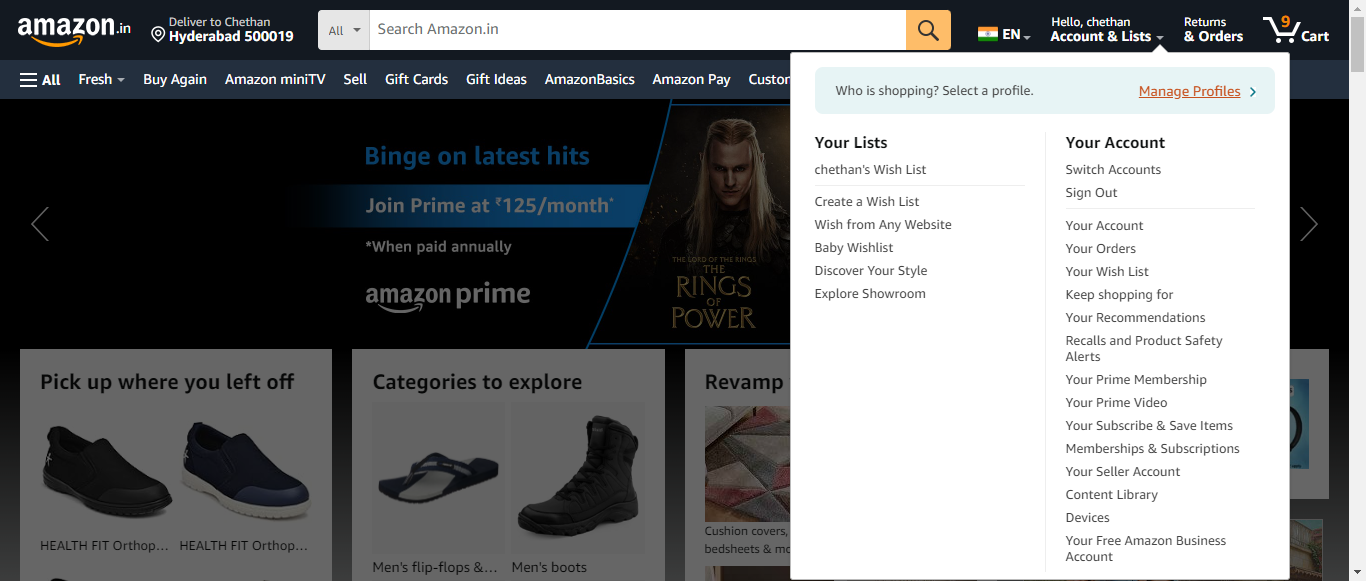 amazon.in
Deliver to Chethan
Hyderabad 500019
All
Search Amazon.in
EN
Hello, chethan
Account & Lists
Returns
& Orders
9
Cart
All
Fresh
Buy Again
Amazon miniTV
Sell
Gift Cards
Gift Ideas
AmazonBasics
Amazon Pay
Custom
Who is shopping? Select a profile.
Manage Profiles
Your Lists
chethan's Wish List
Create a Wish List
Wish from Any Website
Baby Wishlist
Discover Your Style
Explore Showroom
Your Account
Switch Accounts
Sign Out
Your Account
Your Orders
Your Wish List
Keep shopping for
Your Recommendations
Recalls and Product Safety
Alerts
Your Prime Membership
Your Prime Video
Your Subscribe & Save Items
Memberships & Subscriptions
Your Seller Account
Content Library
Devices
Your Free Amazon Business
Account
Binge on latest hits
Join Prime at ₹125/month*
*When paid annually
amazon prime
THE LORD OF THE RINGS
THE
RINGS
OF
POWER
Pick up where you left off
HEALTH FIT Orthop...
HEALTH FIT Orthop...
Categories to explore
Men's flip-flops &...
Men's boots
Revamp
Cushion covers,
bedsheets & mo